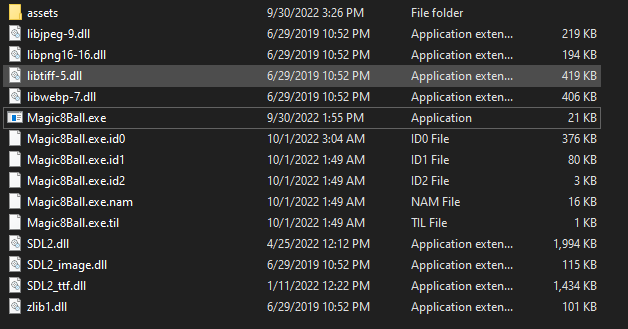 assets 9/30/2022 3:26 PM File folder
libjpeg-9.dll 6/29/2019 10:52 PM Application exten... 219 KB
libpng16-16.dll 6/29/2019 10:52 PM Application exten... 194 KB
libtiff-5.dll 6/29/2019 10:52 PM Application exten... 419 KB
libwebp-7.dll 6/29/2019 10:52 PM Application exten... 406 KB
Magic8Ball.exe 9/30/2022 1:55 PM Application 21 KB
Magic8Ball.exe.id0 10/1/2022 3:04 AM ID0 File 376 KB
Magic8Ball.exe.id1 10/1/2022 1:49 AM ID1 File 80 KB
Magic8Ball.exe.id2 10/1/2022 1:49 AM ID2 File 3 KB
Magic8Ball.exe.nam 10/1/2022 1:49 AM NAM File 16 KB
Magic8Ball.exe.til 10/1/2022 1:49 AM TIL File 1 KB
SDL2.dll 4/25/2022 12:12 PM Application exten... 1,994 KB
SDL2_image.dll 6/29/2019 10:52 PM Application exten... 115 KB
SDL2_ttf.dll 1/11/2022 12:22 PM Application exten... 1,434 KB
zlib1.dll 6/29/2019 10:52 PM Application exten... 101 KB